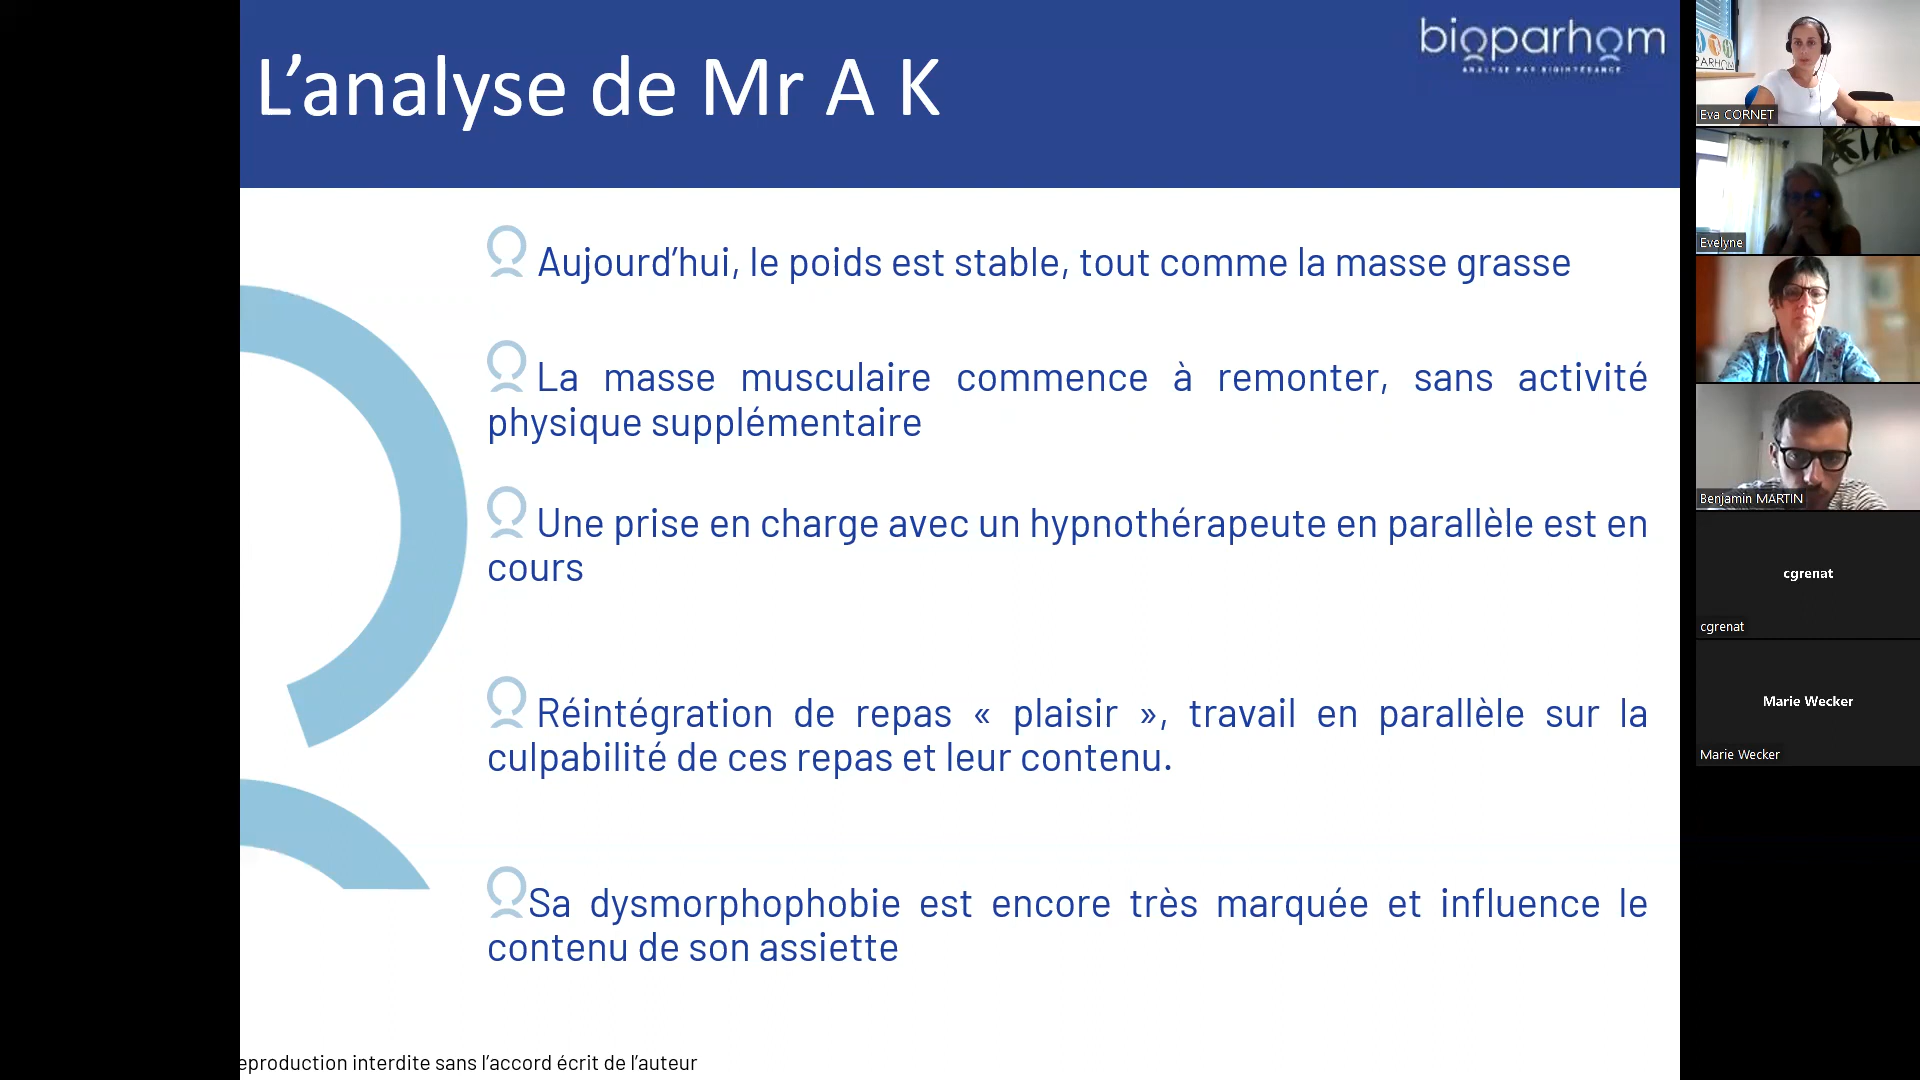 L'analyse de Mr A K
bioparhom
ANALYSE PAR BIOIMPÉDANCE
Aujourd'hui, le poids est stable, tout comme la masse grasse
La masse musculaire commence à remonter, sans activité
physique supplémentaire
Une prise en charge avec un hypnothérapeute en parallèle est en
cours
Réintégration de repas « plaisir », travail en parallèle sur la
culpabilité de ces repas et leur contenu.
Sa dysmorphophobie est encore très marquée et influence le
contenu de son assiette
eproduction interdite sans l'accord écrit de l'auteur
PARHOM
Eva CORNET
Evelyne
Benjamin MARTIN
cgrenat
cgrenat
Marie Wecker
Marie Wecker